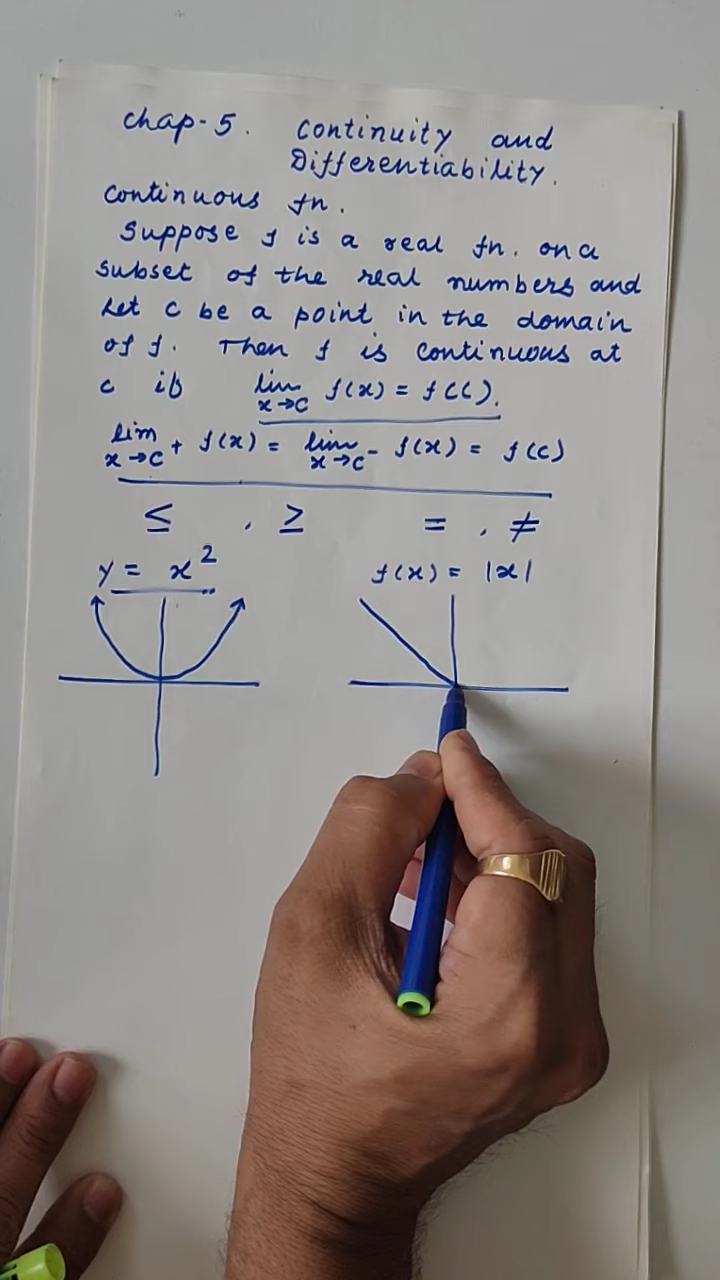 Chap-5. Continuity and
Differentiability.
Continuous fn.
Suppose f is a real fn. on a
subset of the real numbers and
Let c be a point in the domain
of f. Then f is continuous at
c if lim x→c f(x) = f(c).
lim x→c⁺ f(x) = lim x→c⁻ f(x) = f(c)
≤ , ≥ = , ≠
y = x² f(x) = |x|